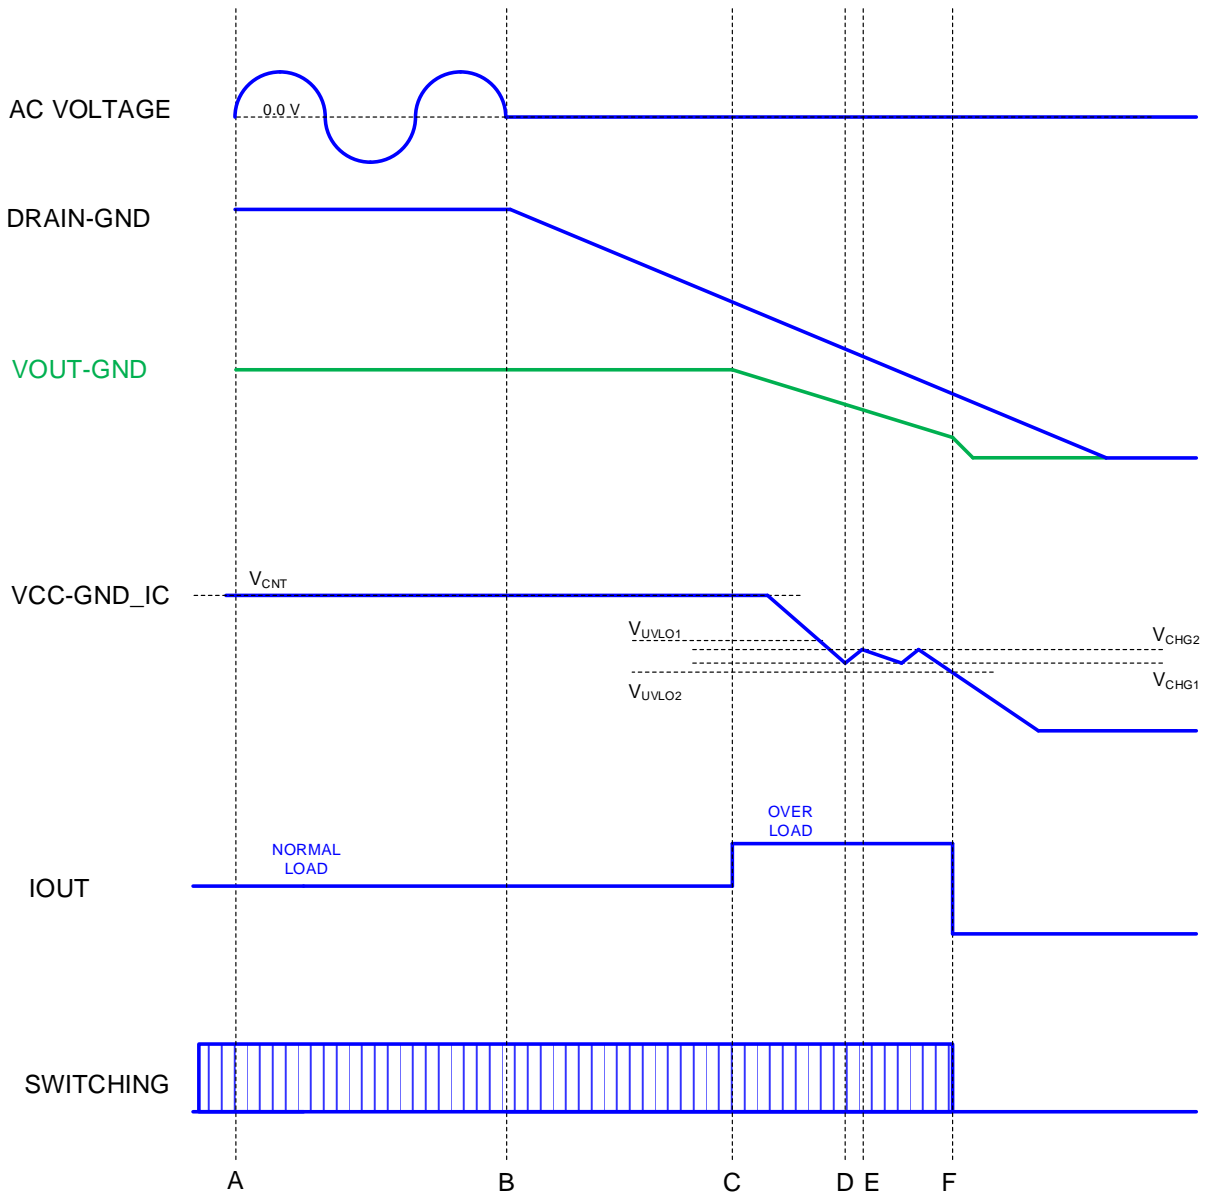 AC VOLTAGE
0.0 V
DRAIN-GND
VOUT-GND
VCC-GND_IC
VCNT
VUVLO1
VCHG2
VUVLO2
VCHG1
OVER
LOAD
NORMAL
LOAD
IOUT
SWITCHING
A B C D E F